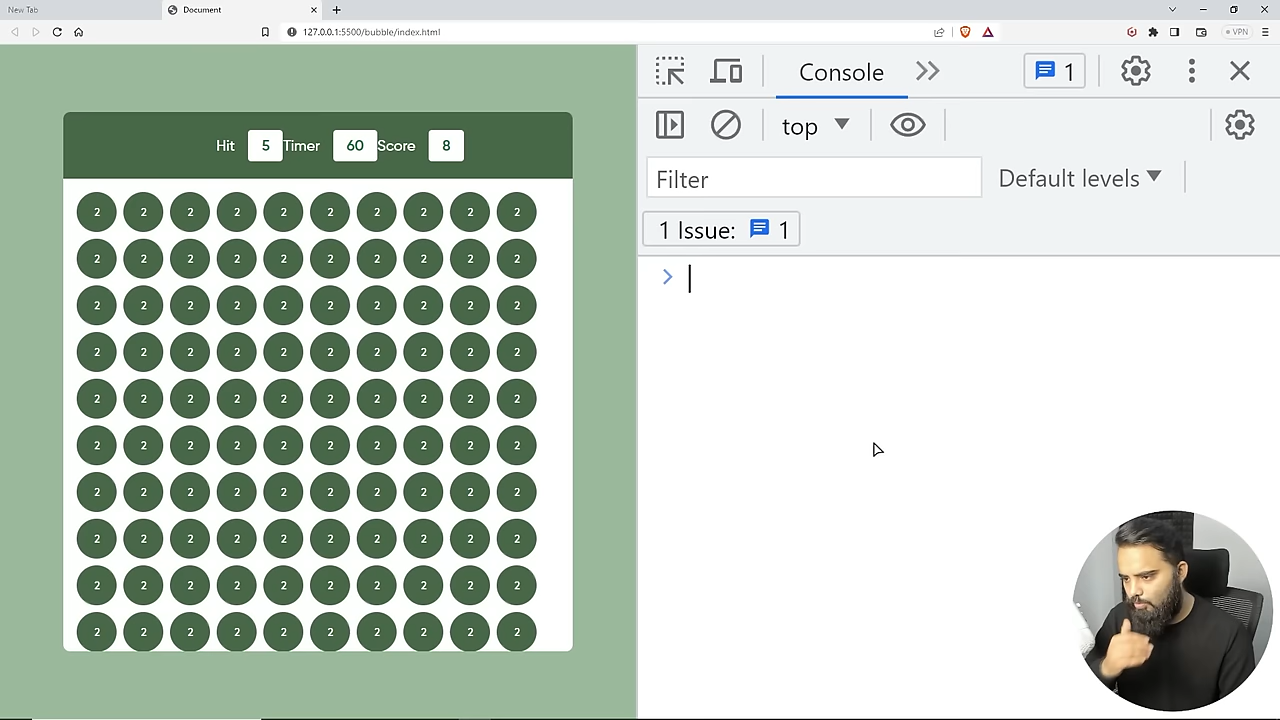 New Tab
Document
127.0.0.1:5500/bubble/index.html
VPN
Console
1
top
Filter
Default levels
1 Issue: 1
Hit 5 Timer 60 Score 8
2 2 2 2 2 2 2 2 2 2
2 2 2 2 2 2 2 2 2 2
2 2 2 2 2 2 2 2 2 2
2 2 2 2 2 2 2 2 2 2
2 2 2 2 2 2 2 2 2 2
2 2 2 2 2 2 2 2 2 2
2 2 2 2 2 2 2 2 2 2
2 2 2 2 2 2 2 2 2 2
2 2 2 2 2 2 2 2 2 2
2 2 2 2 2 2 2 2 2 2